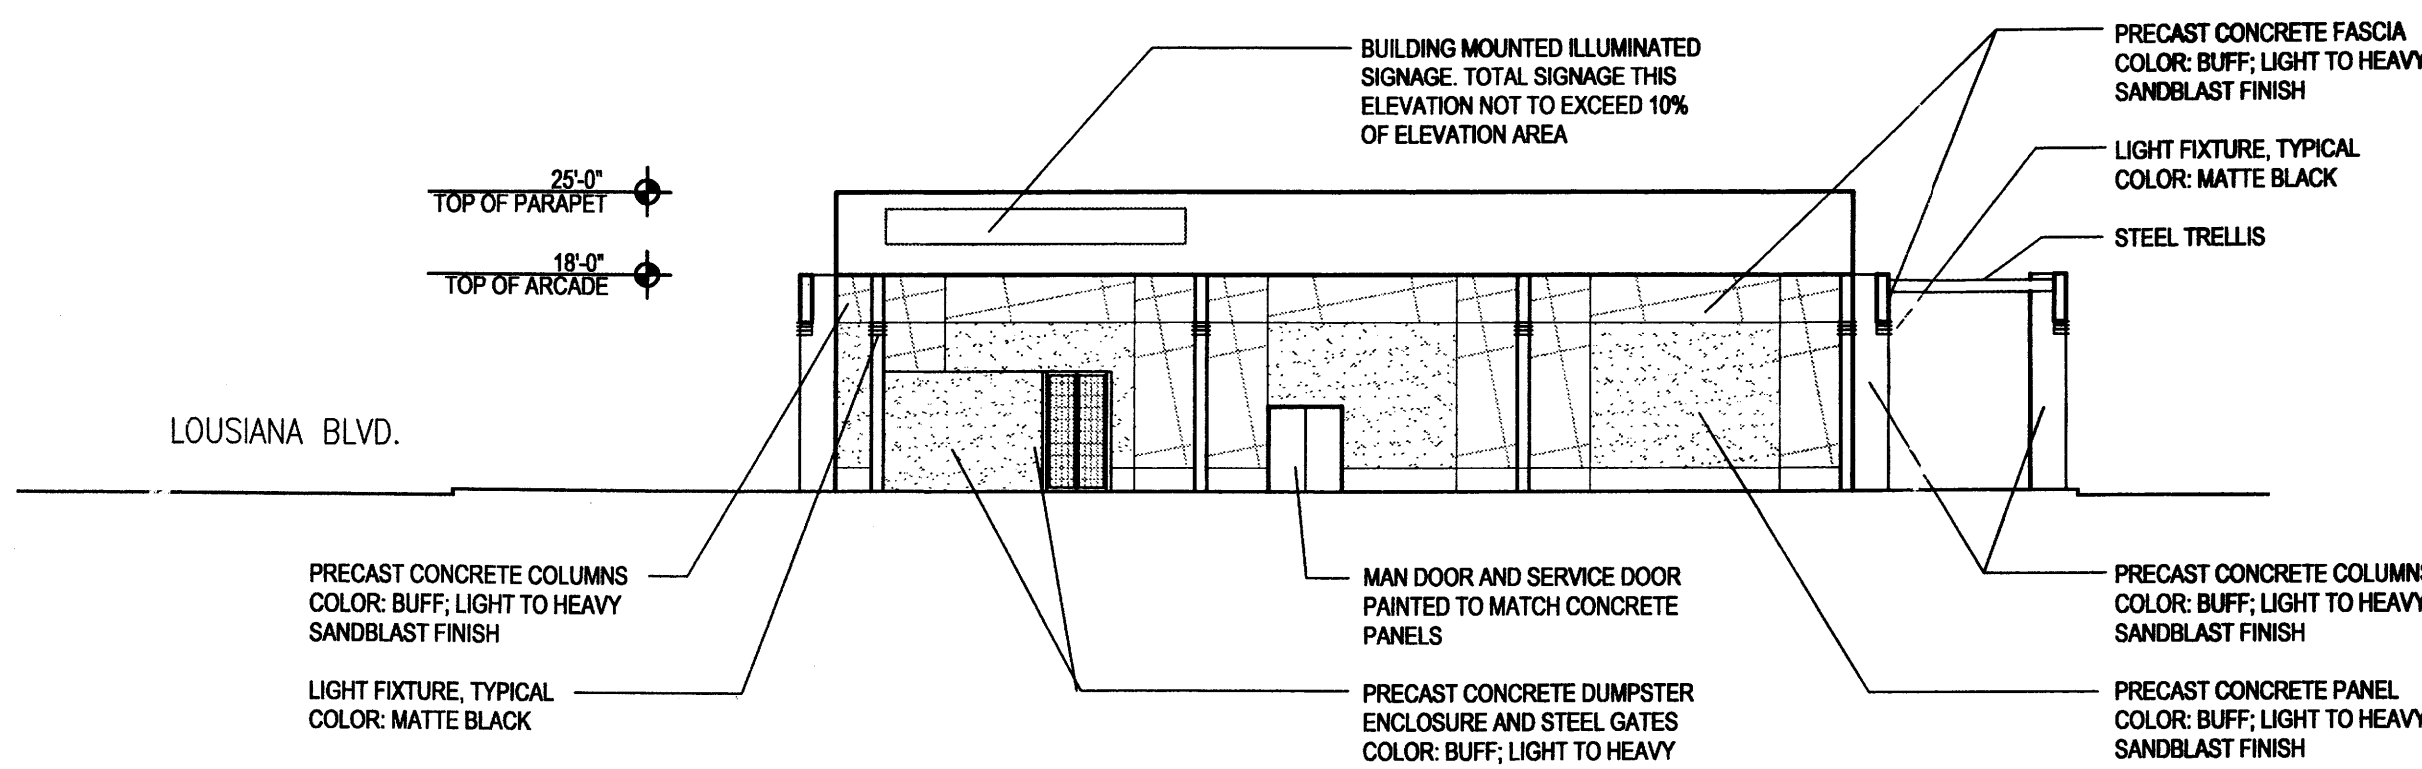 BUILDING MOUNTED ILLUMINATED
SIGNAGE. TOTAL SIGNAGE THIS
ELEVATION NOT TO EXCEED 10%
OF ELEVATION AREA
PRECAST CONCRETE FASCIA
COLOR: BUFF; LIGHT TO HEAVY
SANDBLAST FINISH
LIGHT FIXTURE, TYPICAL
COLOR: MATTE BLACK
STEEL TRELLIS
25'-0"
TOP OF PARAPET
18'-0"
TOP OF ARCADE
LOUSIANA BLVD.
PRECAST CONCRETE COLUMNS
COLOR: BUFF; LIGHT TO HEAVY
SANDBLAST FINISH
LIGHT FIXTURE, TYPICAL
COLOR: MATTE BLACK
MAN DOOR AND SERVICE DOOR
PAINTED TO MATCH CONCRETE
PANELS
PRECAST CONCRETE DUMPSTER
ENCLOSURE AND STEEL GATES
COLOR: BUFF; LIGHT TO HEAVY
PRECAST CONCRETE COLUMNS
COLOR: BUFF; LIGHT TO HEAVY
SANDBLAST FINISH
PRECAST CONCRETE PANEL
COLOR: BUFF; LIGHT TO HEAVY
SANDBLAST FINISH